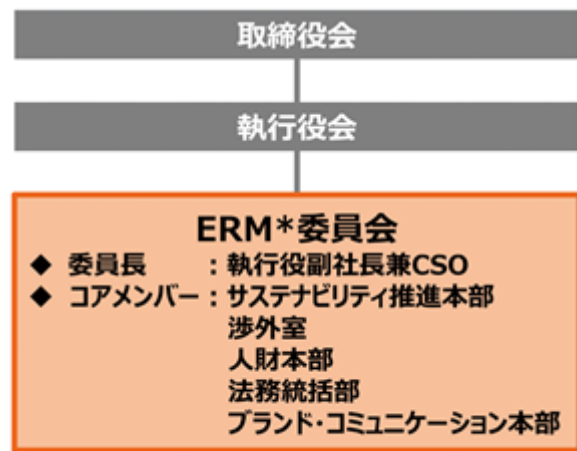 取締役会
執行役会
ERM*委員会
◆ 委員長 :執行役副社長兼CSO
◆ コアメンバー:サステナビリティ推進本部
渉外室
人財本部
法務統括部
ブランド・コミュニケーション本部